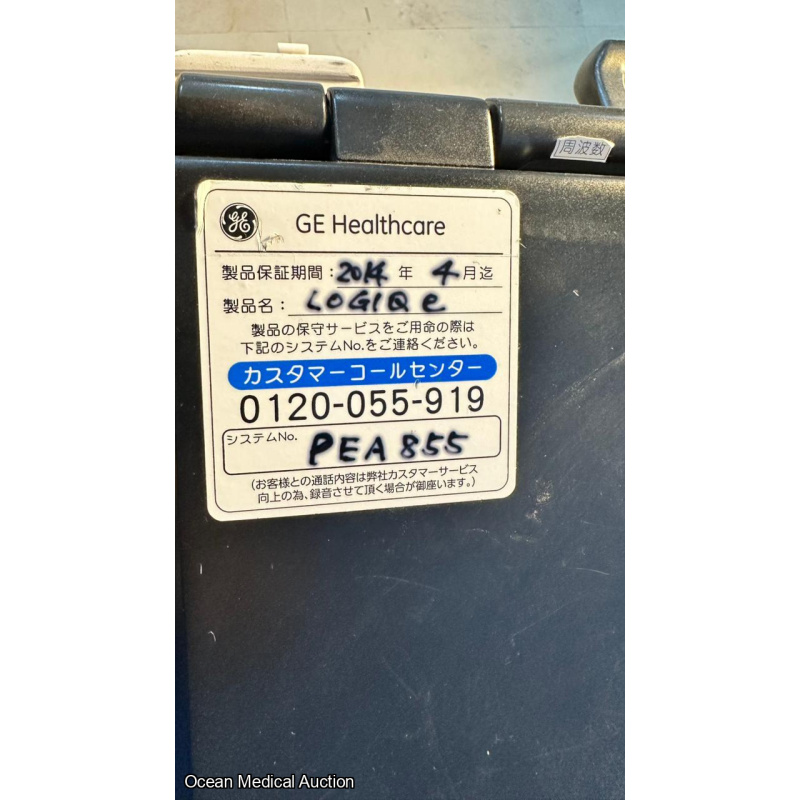 周波数
GE
GE Healthcare
製品保証期間：2014年 4月迄
製品名：LOGIQ e
製品の保守サービスをご用命の際は
下記のシステムNo.をご連絡ください。
カスタマーコールセンター
0120-055-919
システムNo.
PEA855
(お客様との通話内容は弊社カスタマーサービス
向上の為、録音させて頂く場合が御座います。)
Ocean Medical Auction